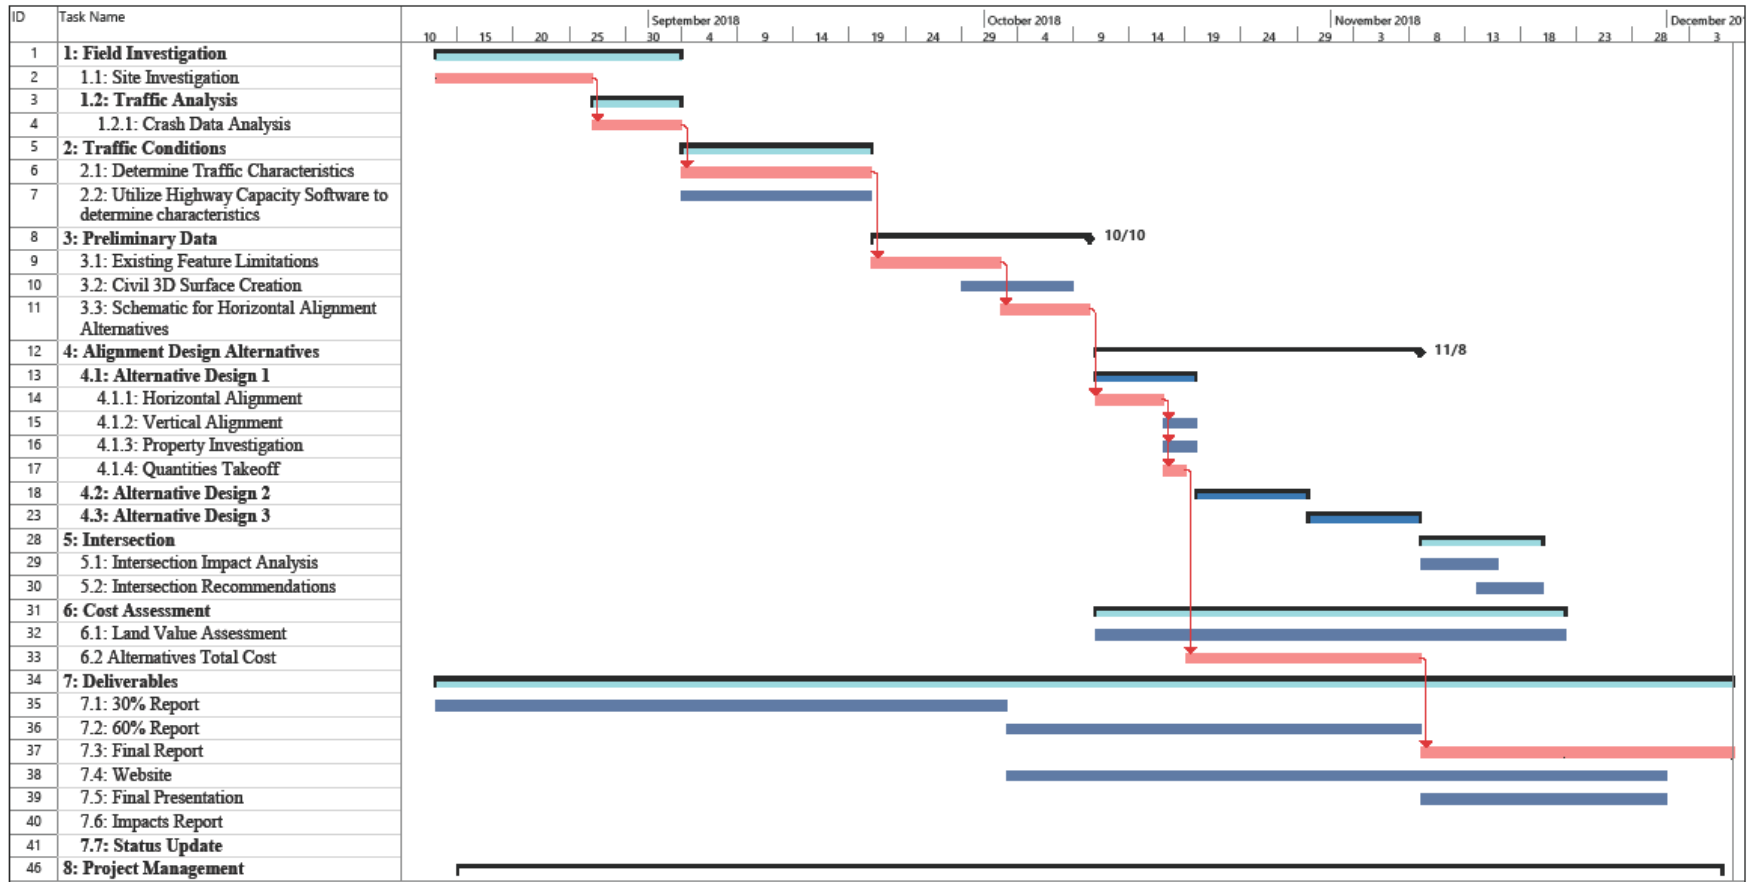 ID Task Name September 2018 October 2018 November 2018 December 201
10 15 20 25 30 4 9 14 19 24 29 4 9 14 19 24 29 3 8 13 18 23 28 3
1 1: Field Investigation
2 1.1: Site Investigation
3 1.2: Traffic Analysis
4 1.2.1: Crash Data Analysis
5 2: Traffic Conditions
6 2.1: Determine Traffic Characteristics
7 2.2: Utilize Highway Capacity Software to
determine characteristics
8 3: Preliminary Data 10/10
9 3.1: Existing Feature Limitations
10 3.2: Civil 3D Surface Creation
11 3.3: Schematic for Horizontal Alignment
Alternatives
12 4: Alignment Design Alternatives 11/8
13 4.1: Alternative Design 1
14 4.1.1: Horizontal Alignment
15 4.1.2: Vertical Alignment
16 4.1.3: Property Investigation
17 4.1.4: Quantities Takeoff
18 4.2: Alternative Design 2
23 4.3: Alternative Design 3
28 5: Intersection
29 5.1: Intersection Impact Analysis
30 5.2: Intersection Recommendations
31 6: Cost Assessment
32 6.1: Land Value Assessment
33 6.2 Alternatives Total Cost
34 7: Deliverables
35 7.1: 30% Report
36 7.2: 60% Report
37 7.3: Final Report
38 7.4: Website
39 7.5: Final Presentation
40 7.6: Impacts Report
41 7.7: Status Update
46 8: Project Management